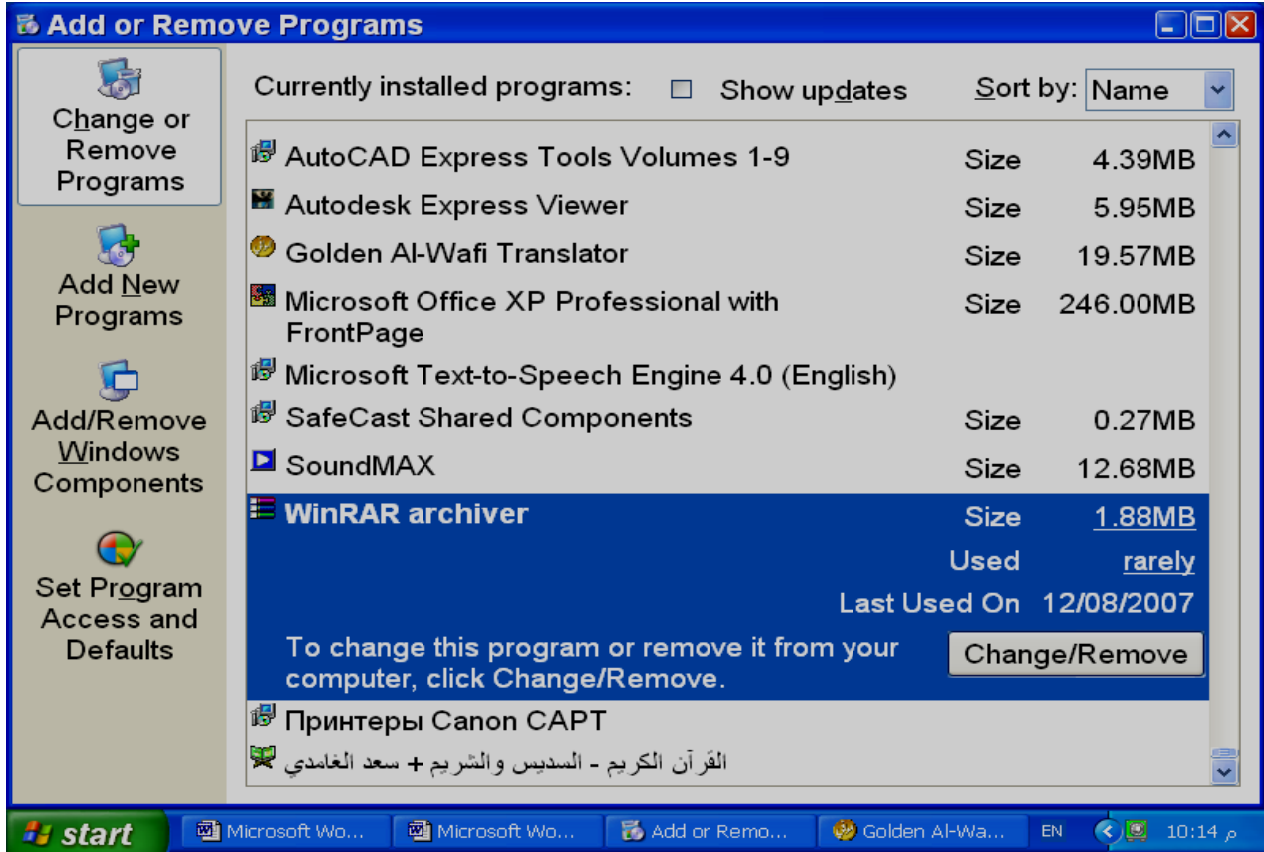 Add or Remove Programs
Change or
Remove
Programs
Add New
Programs
Add/Remove
Windows
Components
Set Program
Access and
Defaults
Currently installed programs: Show updates Sort by: Name
AutoCAD Express Tools Volumes 1-9 Size 4.39MB
Autodesk Express Viewer Size 5.95MB
Golden Al-Wafi Translator Size 19.57MB
Microsoft Office XP Professional with Size 246.00MB
FrontPage
Microsoft Text-to-Speech Engine 4.0 (English)
SafeCast Shared Components Size 0.27MB
SoundMAX Size 12.68MB
WinRAR archiver Size 1.88MB
Used rarely
Last Used On 12/08/2007
To change this program or remove it from your
computer, click Change/Remove.
Change/Remove
Принтеры Canon CAPT
القرآن الكريم - السديس والشريم + سعد الغامدي
start Microsoft Wo... Microsoft Wo... Add or Remo... Golden Al-Wa... EN 10:14 م